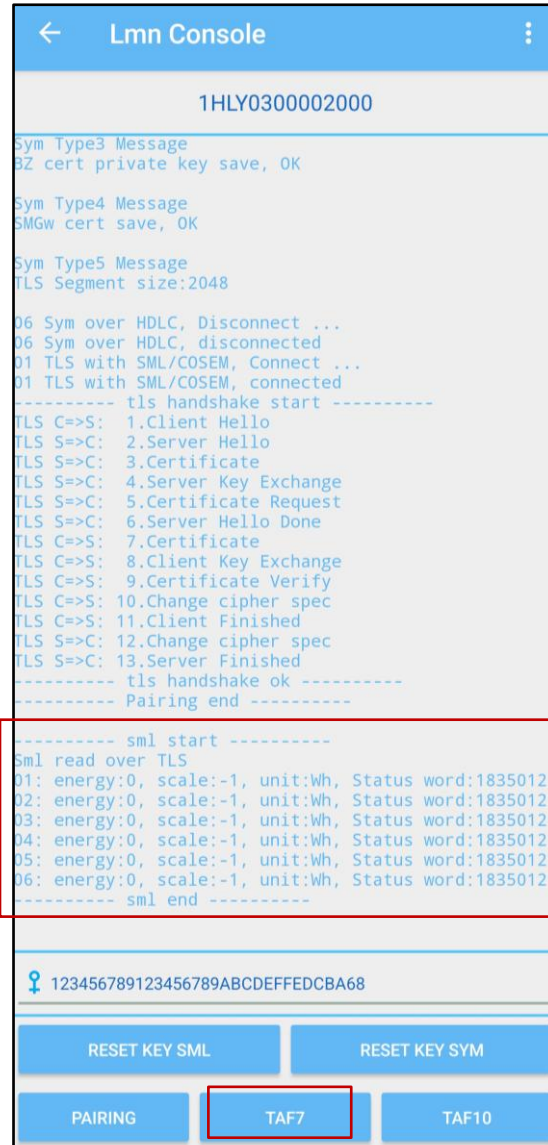 Lmn Console
1HLY0300002000
Sym Type3 Message
BZ cert private key save, OK
Sym Type4 Message
SMGw cert save, OK
Sym Type5 Message
TLS Segment size:2048
06 Sym over HDLC, Disconnect ...
06 Sym over HDLC, disconnected
01 TLS with SML/COSEM, Connect ...
01 TLS with SML/COSEM, connected
---------- tls handshake start ----------
TLS C=>S:  1.Client Hello
TLS S=>C:  2.Server Hello
TLS S=>C:  3.Certificate
TLS S=>C:  4.Server Key Exchange
TLS S=>C:  5.Certificate Request
TLS S=>C:  6.Server Hello Done
TLS C=>S:  7.Certificate
TLS C=>S:  8.Client Key Exchange
TLS C=>S:  9.Certificate Verify
TLS C=>S: 10.Change cipher spec
TLS C=>S: 11.Client Finished
TLS S=>C: 12.Change cipher spec
TLS S=>C: 13.Server Finished
---------- tls handshake ok ----------
---------- Pairing end ----------
---------- sml start ----------
Sml read over TLS
01: energy:0, scale:-1, unit:Wh, Status word:1835012
02: energy:0, scale:-1, unit:Wh, Status word:1835012
03: energy:0, scale:-1, unit:Wh, Status word:1835012
04: energy:0, scale:-1, unit:Wh, Status word:1835012
05: energy:0, scale:-1, unit:Wh, Status word:1835012
06: energy:0, scale:-1, unit:Wh, Status word:1835012
---------- sml end ----------
123456789123456789ABCDEFFEDCBA68
RESET KEY SML
RESET KEY SYM
PAIRING
TAF7
TAF10